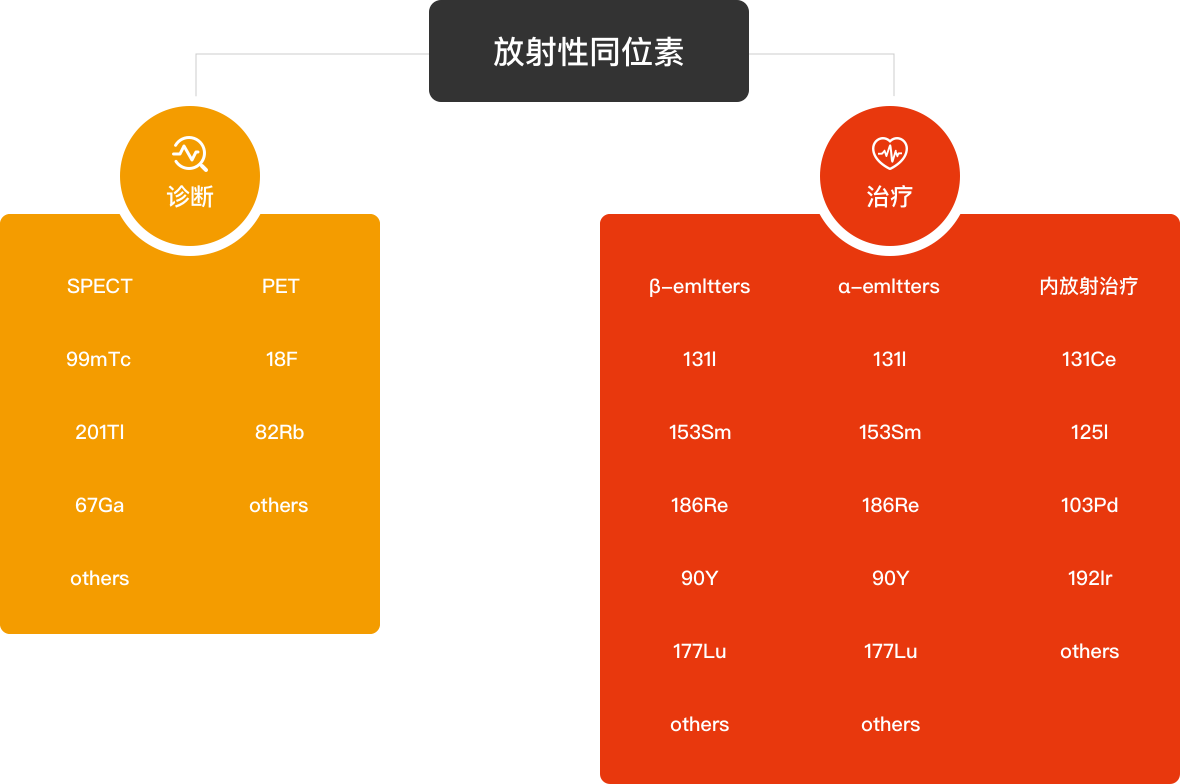 放射性同位素
诊断
治疗
SPECT PET
99mTc 18F
201Tl 82Rb
67Ga others
others
β-emltters α-emltters 内放射治疗
131l 131l 131Ce
153Sm 153Sm 125l
186Re 186Re 103Pd
90Y 90Y 192lr
177Lu 177Lu others
others others